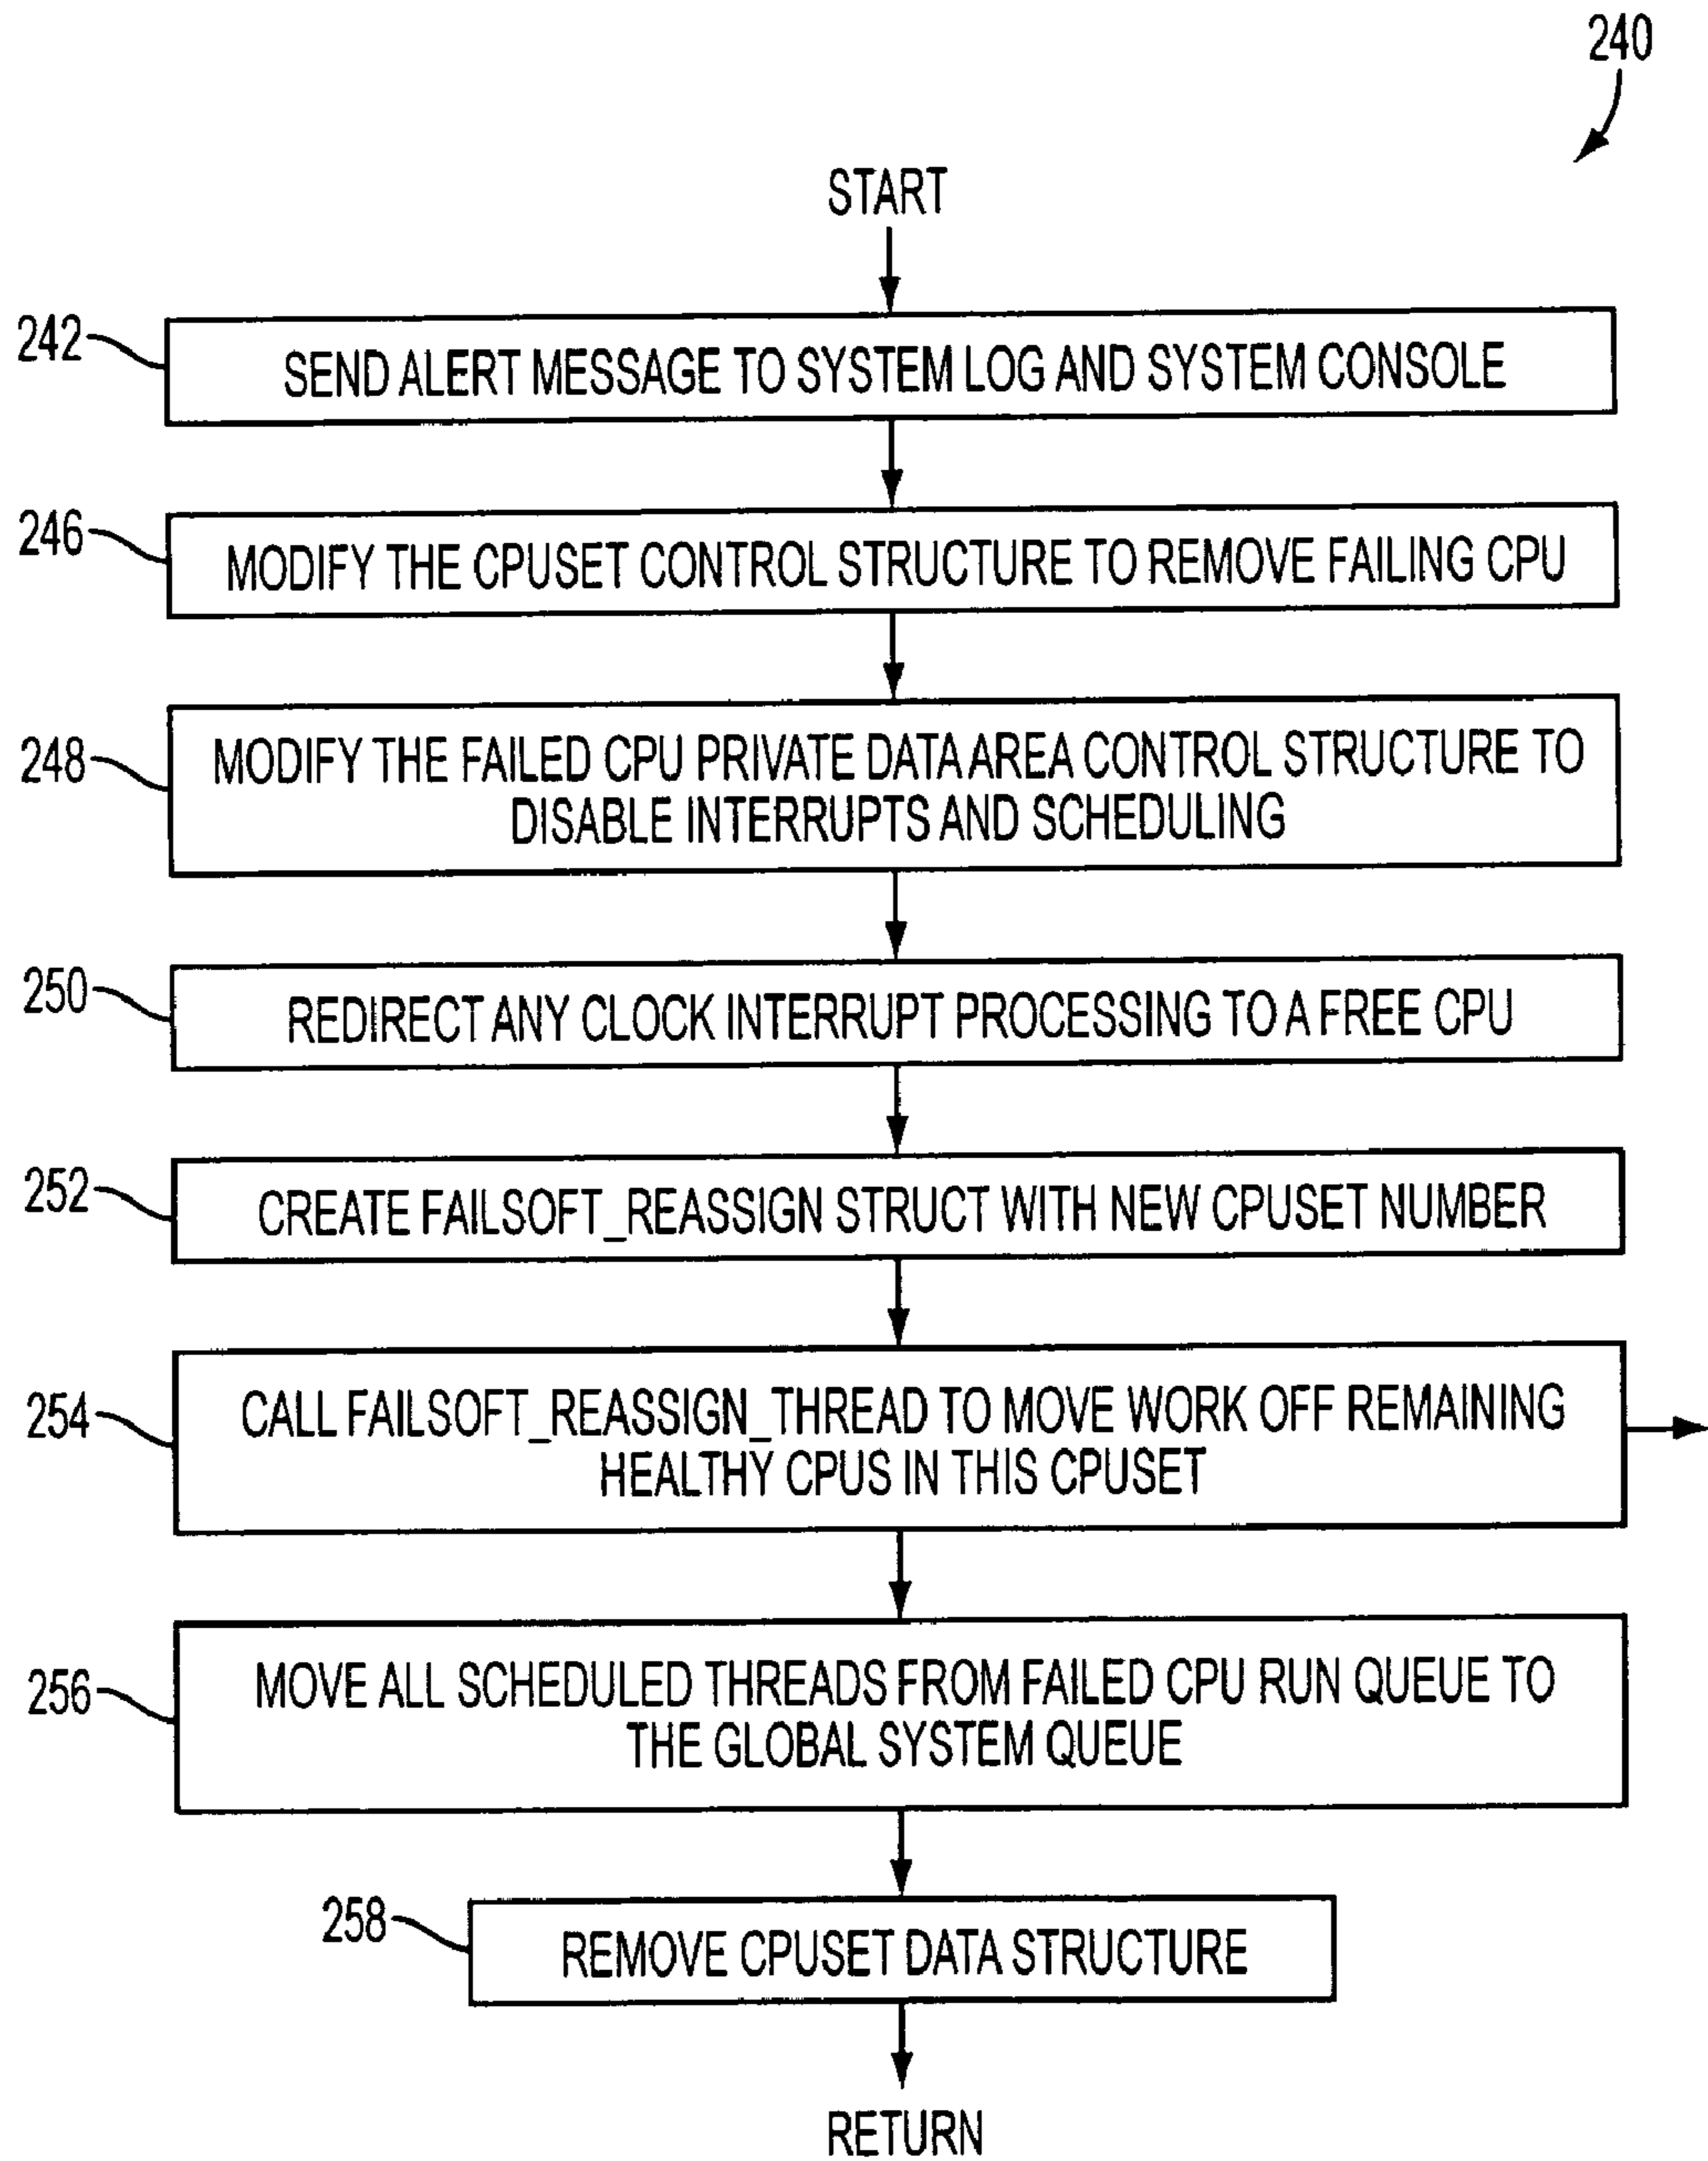 240
START
242
SEND ALERT MESSAGE TO SYSTEM LOG AND SYSTEM CONSOLE
246
MODIFY THE CPUSET CONTROL STRUCTURE TO REMOVE FAILING CPU
248
MODIFY THE FAILED CPU PRIVATE DATA AREA CONTROL STRUCTURE TO
DISABLE INTERRUPTS AND SCHEDULING
250
REDIRECT ANY CLOCK INTERRUPT PROCESSING TO A FREE CPU
252
CREATE FAILSOFT_REASSIGN STRUCT WITH NEW CPUSET NUMBER
254
CALL FAILSOFT_REASSIGN_THREAD TO MOVE WORK OFF REMAINING
HEALTHY CPUS IN THIS CPUSET
256
MOVE ALL SCHEDULED THREADS FROM FAILED CPU RUN QUEUE TO
THE GLOBAL SYSTEM QUEUE
258
REMOVE CPUSET DATA STRUCTURE
RETURN